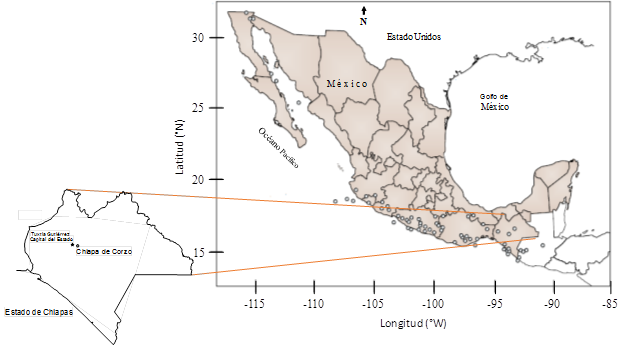 N
Estado Unidos
México
Golfo de
México
Océano Pacífico
Latitud (°N)
30
25
20
15
-115
-110
-105
-100
-95
-90
-85
Longitud (°W)
Tuxtla Gutiérrez
Capital del Estado
Chiapa de Corzo
Estado de Chiapas